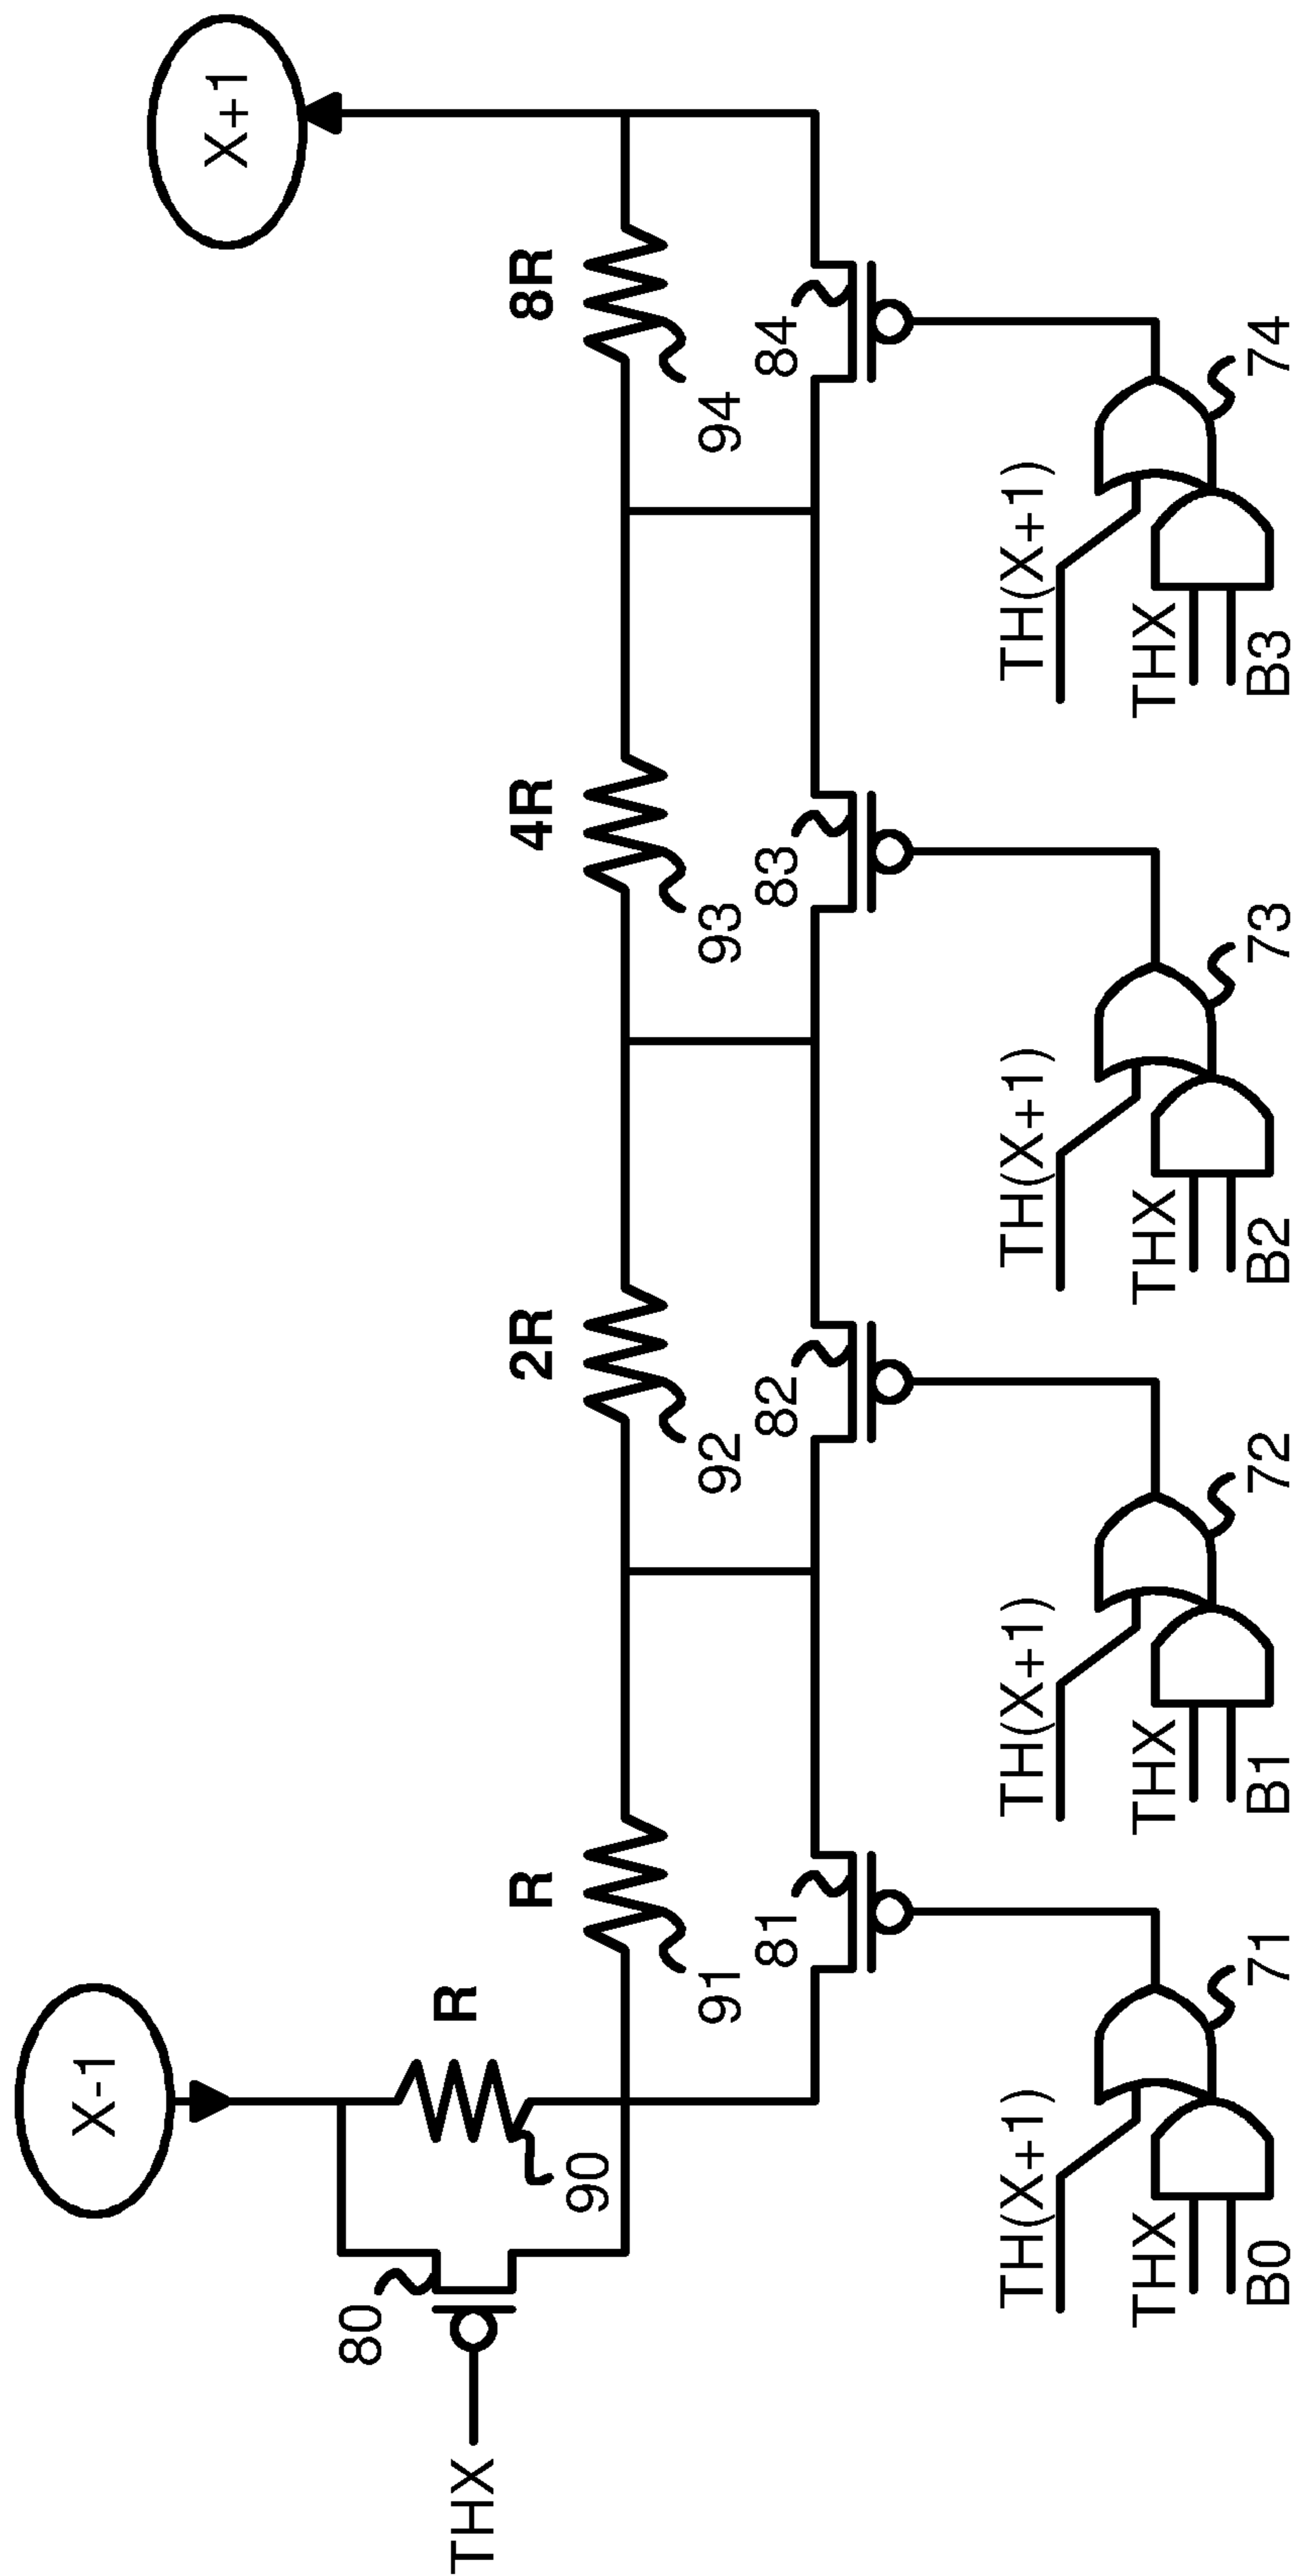 X-1
X+1
THX
80
90
R
R
2R
4R
8R
91
92
93
94
81
82
83
84
TH(X+1)
THX
B0
71
TH(X+1)
THX
B1
72
TH(X+1)
THX
B2
73
TH(X+1)
THX
B3
74